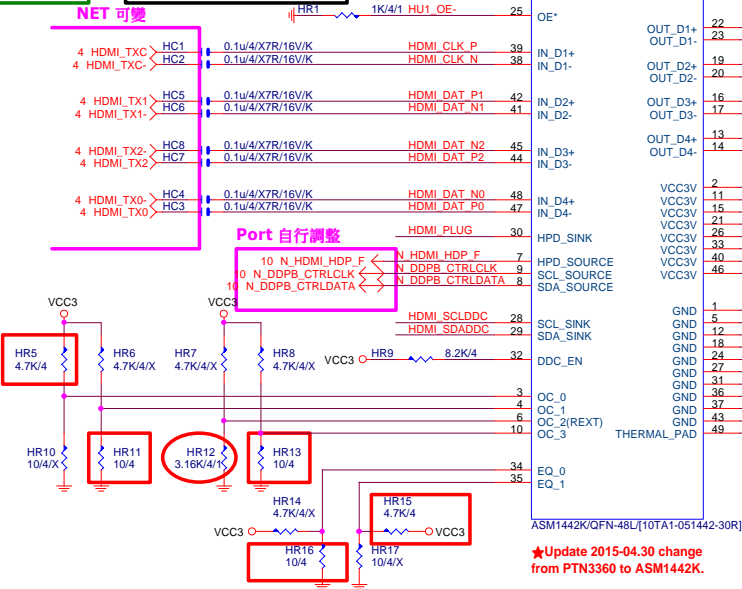 NET 可變
HR1 1K/4/1 HU1_OE- 25 OE*
OUT_D1+ 22
OUT_D1- 23
4 HDMI_TXC HC1 0.1u/4/X7R/16V/K HDMI_CLK_P 39 IN_D1+
4 HDMI_TXC- HC2 0.1u/4/X7R/16V/K HDMI_CLK_N 38 IN_D1-
OUT_D2+ 19
OUT_D2- 20
4 HDMI_TX1 HC5 0.1u/4/X7R/16V/K HDMI_DAT_P1 42 IN_D2+
4 HDMI_TX1- HC6 0.1u/4/X7R/16V/K HDMI_DAT_N1 41 IN_D2-
OUT_D3+ 16
OUT_D3- 17
4 HDMI_TX2- HC8 0.1u/4/X7R/16V/K HDMI_DAT_N2 45 IN_D3+
4 HDMI_TX2 HC7 0.1u/4/X7R/16V/K HDMI_DAT_P2 44 IN_D3-
OUT_D4+ 13
OUT_D4- 14
4 HDMI_TX0- HC4 0.1u/4/X7R/16V/K HDMI_DAT_N0 48 IN_D4+
4 HDMI_TX0 HC3 0.1u/4/X7R/16V/K HDMI_DAT_P0 47 IN_D4-
VCC3V 2
VCC3V 11
VCC3V 15
VCC3V 21
VCC3V 26
VCC3V 33
VCC3V 40
VCC3V 46
HDMI_PLUG 30 HPD_SINK
Port 自行調整
10 N_HDMI_HDP_F N_HDMI_HDP_F 7 HPD_SOURCE
10 N_DDPB_CTRLCLK N_DDPB_CTRLCLK 9 SCL_SOURCE
10 N_DDPB_CTRLDATA N_DDPB_CTRLDATA 8 SDA_SOURCE
HDMI_SCLDDC 28 SCL_SINK
HDMI_SDADDC 29 SDA_SINK
VCC3 HR9 8.2K/4 32 DDC_EN
GND 1
GND 5
GND 12
GND 18
GND 24
GND 27
GND 31
GND 36
GND 37
GND 43
THERMAL_PAD 49
VCC3
VCC3
HR5
4.7K/4
HR6
4.7K/4/X
HR7
4.7K/4/X
HR8
4.7K/4/X
3 OC_0
4 OC_1
6 OC_2(REXT)
10 OC_3
HR10
10/4/X
HR11
10/4
HR12
3.16K/4/1
HR13
10/4
34 EQ_0
35 EQ_1
HR14
4.7K/4/X
VCC3
HR15
4.7K/4
VCC3
HR16
10/4
HR17
10/4/X
ASM1442K/QFN-48L/[10TA1-051442-30R]
★Update 2015-04.30 change
from PTN3360 to ASM1442K.